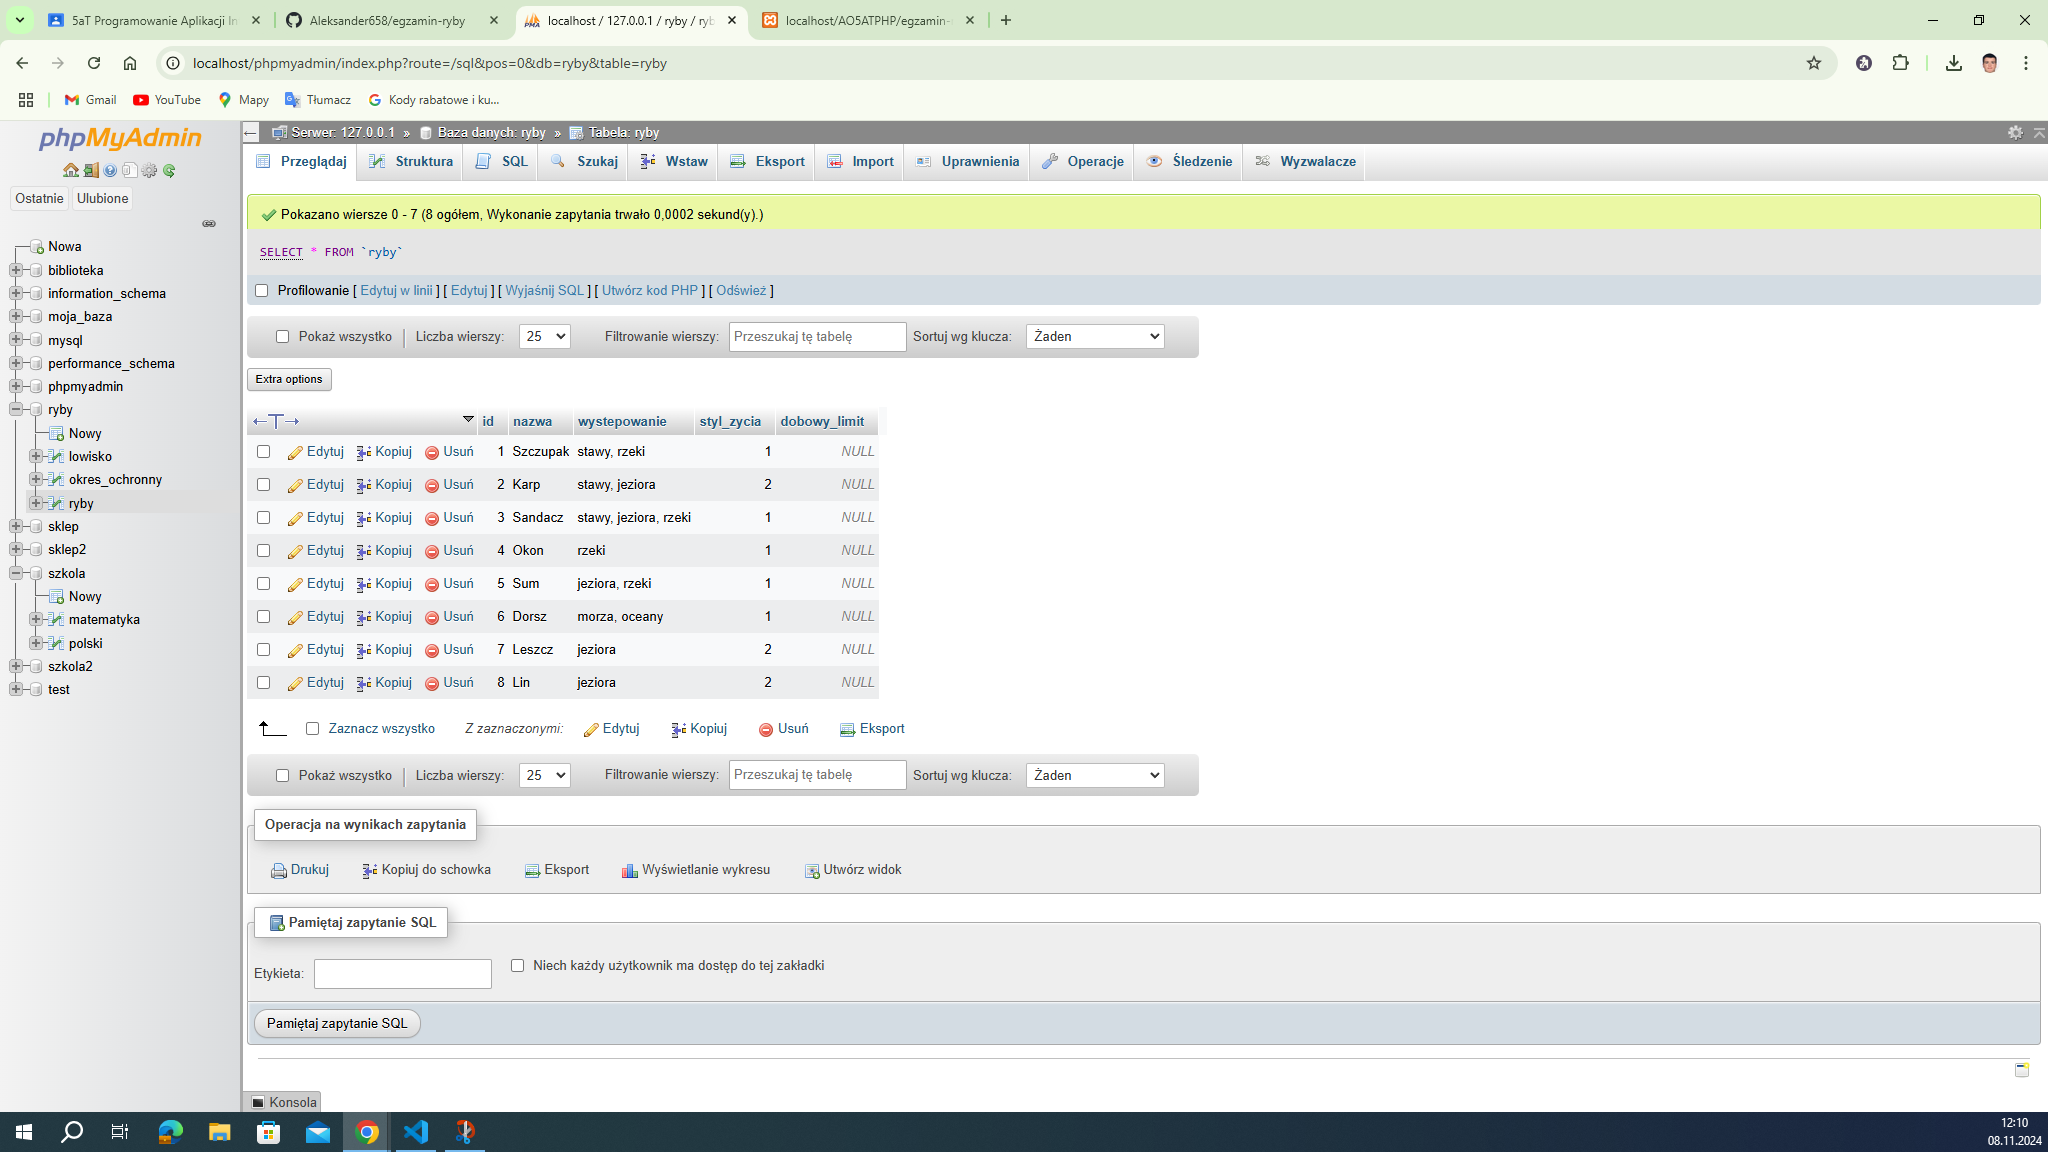 5aT Programowanie Aplikacji In
Aleksander658/egzamin-ryby
localhost / 127.0.0.1 / ryby / ryb
localhost/AO5ATPHP/egzamin-
localhost/phpmyadmin/index.php?route=/sql&pos=0&db=ryby&table=ryby
Gmail YouTube Mapy Tłumacz Kody rabatowe i ku...
phpMyAdmin
Ostatnie Ulubione
Nowa
biblioteka
information_schema
moja_baza
mysql
performance_schema
phpmyadmin
ryby
Nowy
lowisko
okres_ochronny
ryby
sklep
sklep2
szkola
Nowy
matematyka
polski
szkola2
test
Serwer: 127.0.0.1 » Baza danych: ryby » Tabela: ryby
Przeglądaj Struktura SQL Szukaj Wstaw Eksport Import Uprawnienia Operacje Śledzenie Wyzwalacze
Pokazano wiersze 0 - 7 (8 ogółem, Wykonanie zapytania trwało 0,0002 sekund(y).)
SELECT * FROM `ryby`
Profilowanie [ Edytuj w linii ] [ Edytuj ] [ Wyjaśnij SQL ] [ Utwórz kod PHP ] [ Odśwież ]
Pokaż wszystko Liczba wierszy: 25 Filtrowanie wierszy: Przeszukaj tę tabelę Sortuj wg klucza: Żaden
Extra options
←T→ id nazwa wystepowanie styl_zycia dobowy_limit
Edytuj Kopiuj Usuń 1 Szczupak stawy, rzeki 1 NULL
Edytuj Kopiuj Usuń 2 Karp stawy, jeziora 2 NULL
Edytuj Kopiuj Usuń 3 Sandacz stawy, jeziora, rzeki 1 NULL
Edytuj Kopiuj Usuń 4 Okon rzeki 1 NULL
Edytuj Kopiuj Usuń 5 Sum jeziora, rzeki 1 NULL
Edytuj Kopiuj Usuń 6 Dorsz morza, oceany 1 NULL
Edytuj Kopiuj Usuń 7 Leszcz jeziora 2 NULL
Edytuj Kopiuj Usuń 8 Lin jeziora 2 NULL
Zaznacz wszystko Z zaznaczonymi: Edytuj Kopiuj Usuń Eksport
Pokaż wszystko Liczba wierszy: 25 Filtrowanie wierszy: Przeszukaj tę tabelę Sortuj wg klucza: Żaden
Operacja na wynikach zapytania
Drukuj Kopiuj do schowka Eksport Wyświetlanie wykresu Utwórz widok
Pamiętaj zapytanie SQL
Etykieta: Niech każdy użytkownik ma dostęp do tej zakładki
Pamiętaj zapytanie SQL
Konsola
12:10
08.11.2024